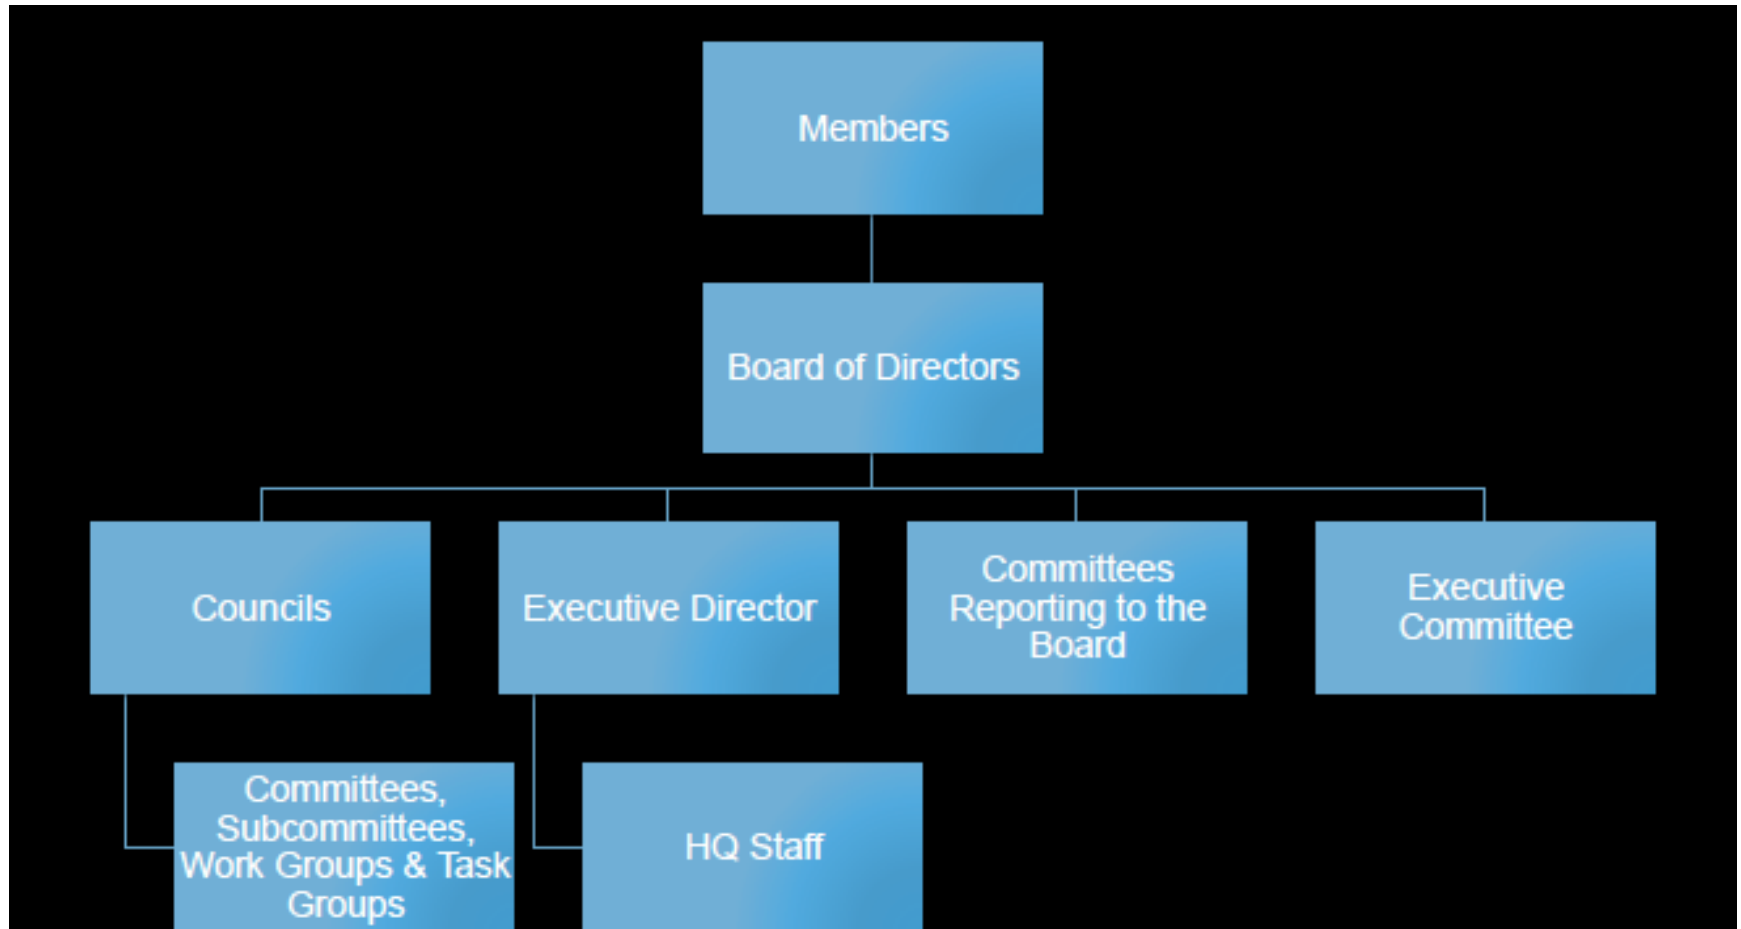 Members
Board of Directors
Councils
Executive Director
Committees
Reporting to the
Board
Executive
Committee
Committees,
Subcommittees,
Work Groups & Task
Groups
HQ Staff